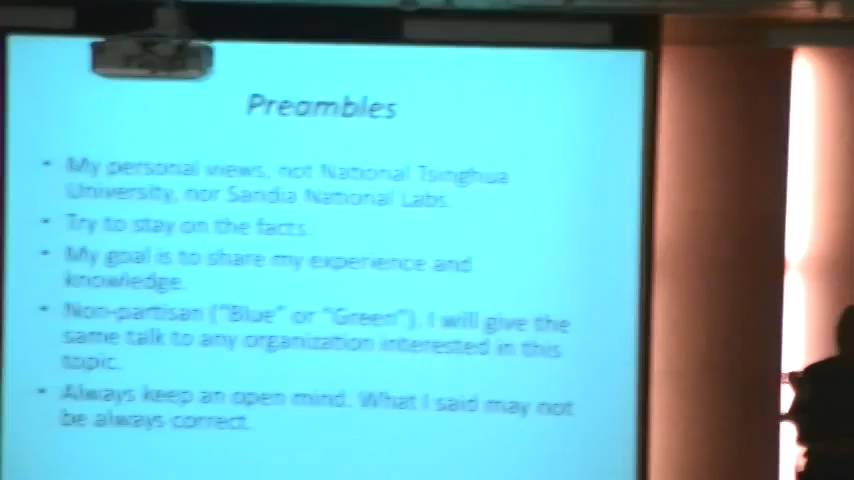 Preambles
• My personal views, not National Tsinghua
University, nor Sandia National Labs.
• Try to stay on the facts.
• My goal is to share my experience and
knowledge.
• Non-partisan ("Blue" or "Green"). I will give the
same talk to any organization interested in this
topic.
• Always keep an open mind. What I said may not
be always correct.